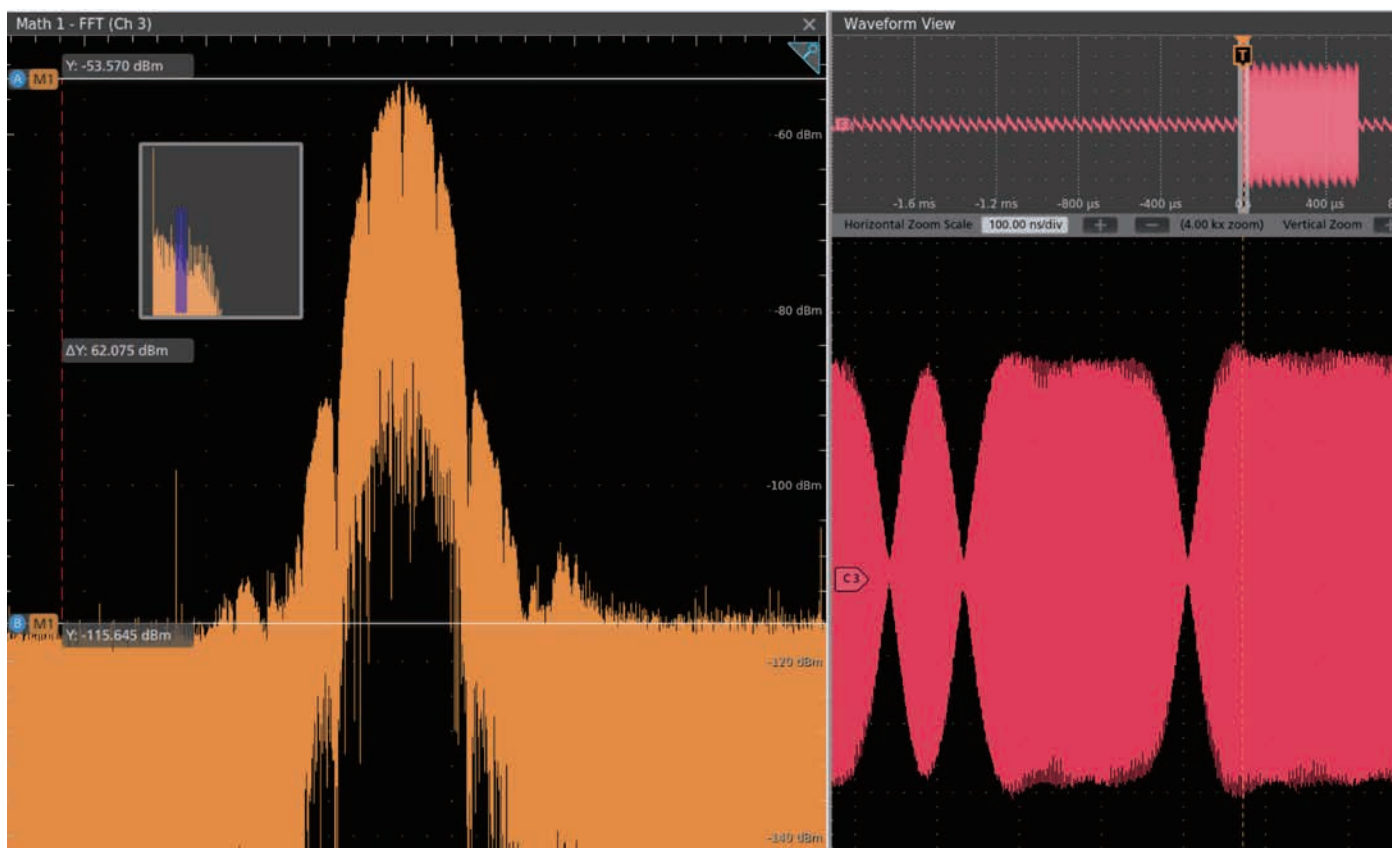 Math 1 - FFT (Ch 3)
A M1
Y: -53.570 dBm
-60 dBm
-80 dBm
ΔY: 62.075 dBm
-100 dBm
B M1
Y: -115.645 dBm
-120 dBm
-140 dBm
Waveform View
T
-1.6 ms -1.2 ms -800 µs -400 µs 400 µs
Horizontal Zoom Scale 100.00 ns/div + − (4.00 kx zoom) Vertical Zoom
C 3